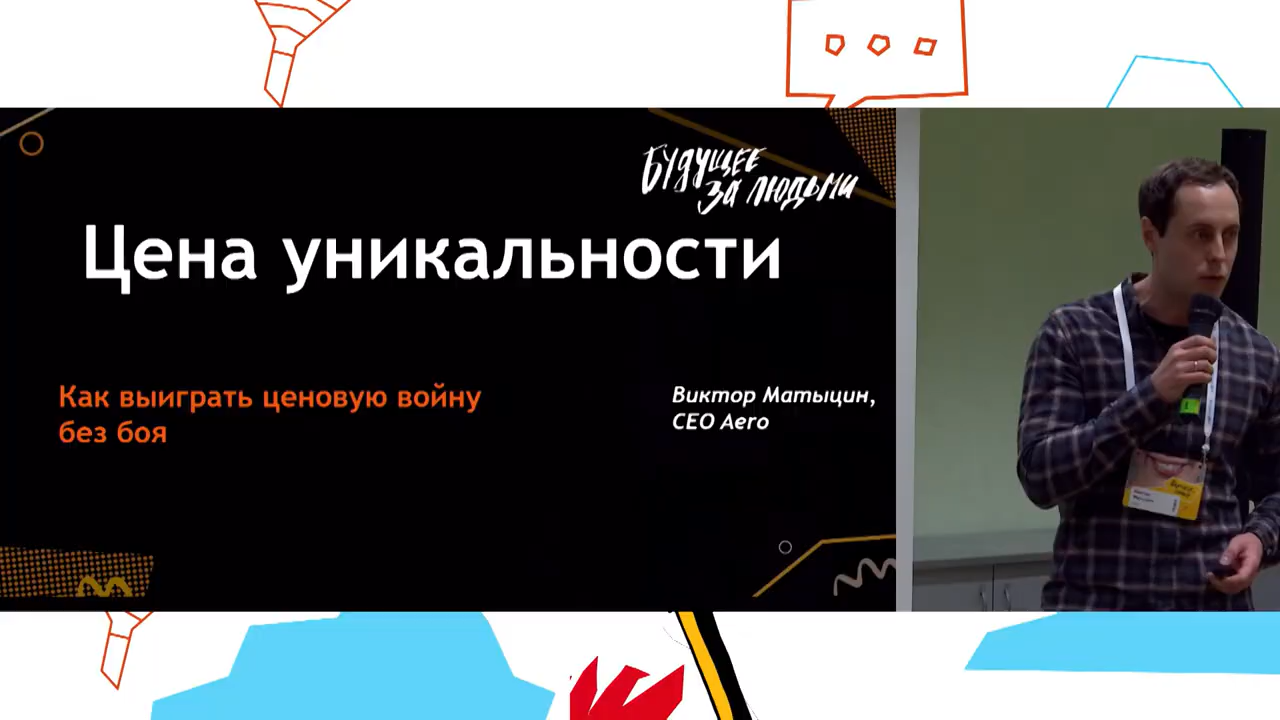 БУДУЩЕЕ
ЗА ЛЮДЬМИ
Цена уникальности
Как выиграть ценовую войну
без боя
Виктор Матыцин,
CEO Aero